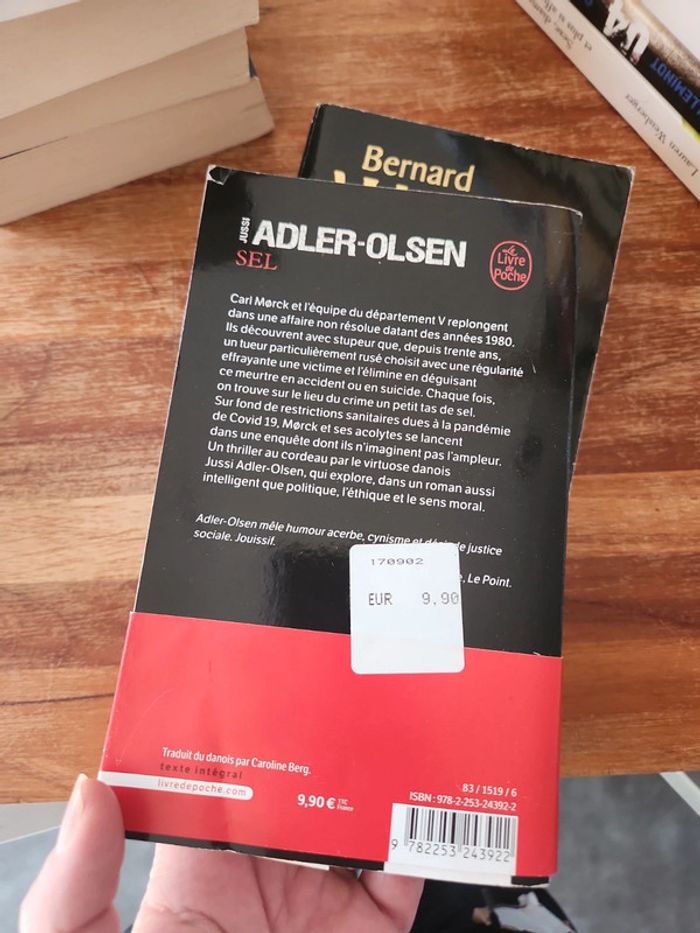 U4
LEMINOT
Lauren Weisberger
Bernard
JUSSI
ADLER-OLSEN
SEL
Le
Livre
de
Poche
Carl Mørck et l'équipe du département V replongent
dans une affaire non résolue datant des années 1980.
Ils découvrent avec stupeur que, depuis trente ans,
un tueur particulièrement rusé choisit avec une régularité
effrayante une victime et l'élimine en déguisant
ce meurtre en accident ou en suicide. Chaque fois,
on trouve sur le lieu du crime un petit tas de sel.
Sur fond de restrictions sanitaires dues à la pandémie
de Covid 19, Mørck et ses acolytes se lancent
dans une enquête dont ils n'imaginent pas l'ampleur.
Un thriller au cordeau par le virtuose danois
Jussi Adler-Olsen, qui explore, dans un roman aussi
intelligent que politique, l'éthique et le sens moral.
Adler-Olsen mêle humour acerbe, cynisme et justice
sociale. Jouissif.
Le Point.
170902
EUR 9.90
Traduit du danois par Caroline Berg.
texte intégral
livredepoche.com
9,90 € TTC
France
83 / 1519 / 6
ISBN : 978-2-253-24392-2
9 782253 243922